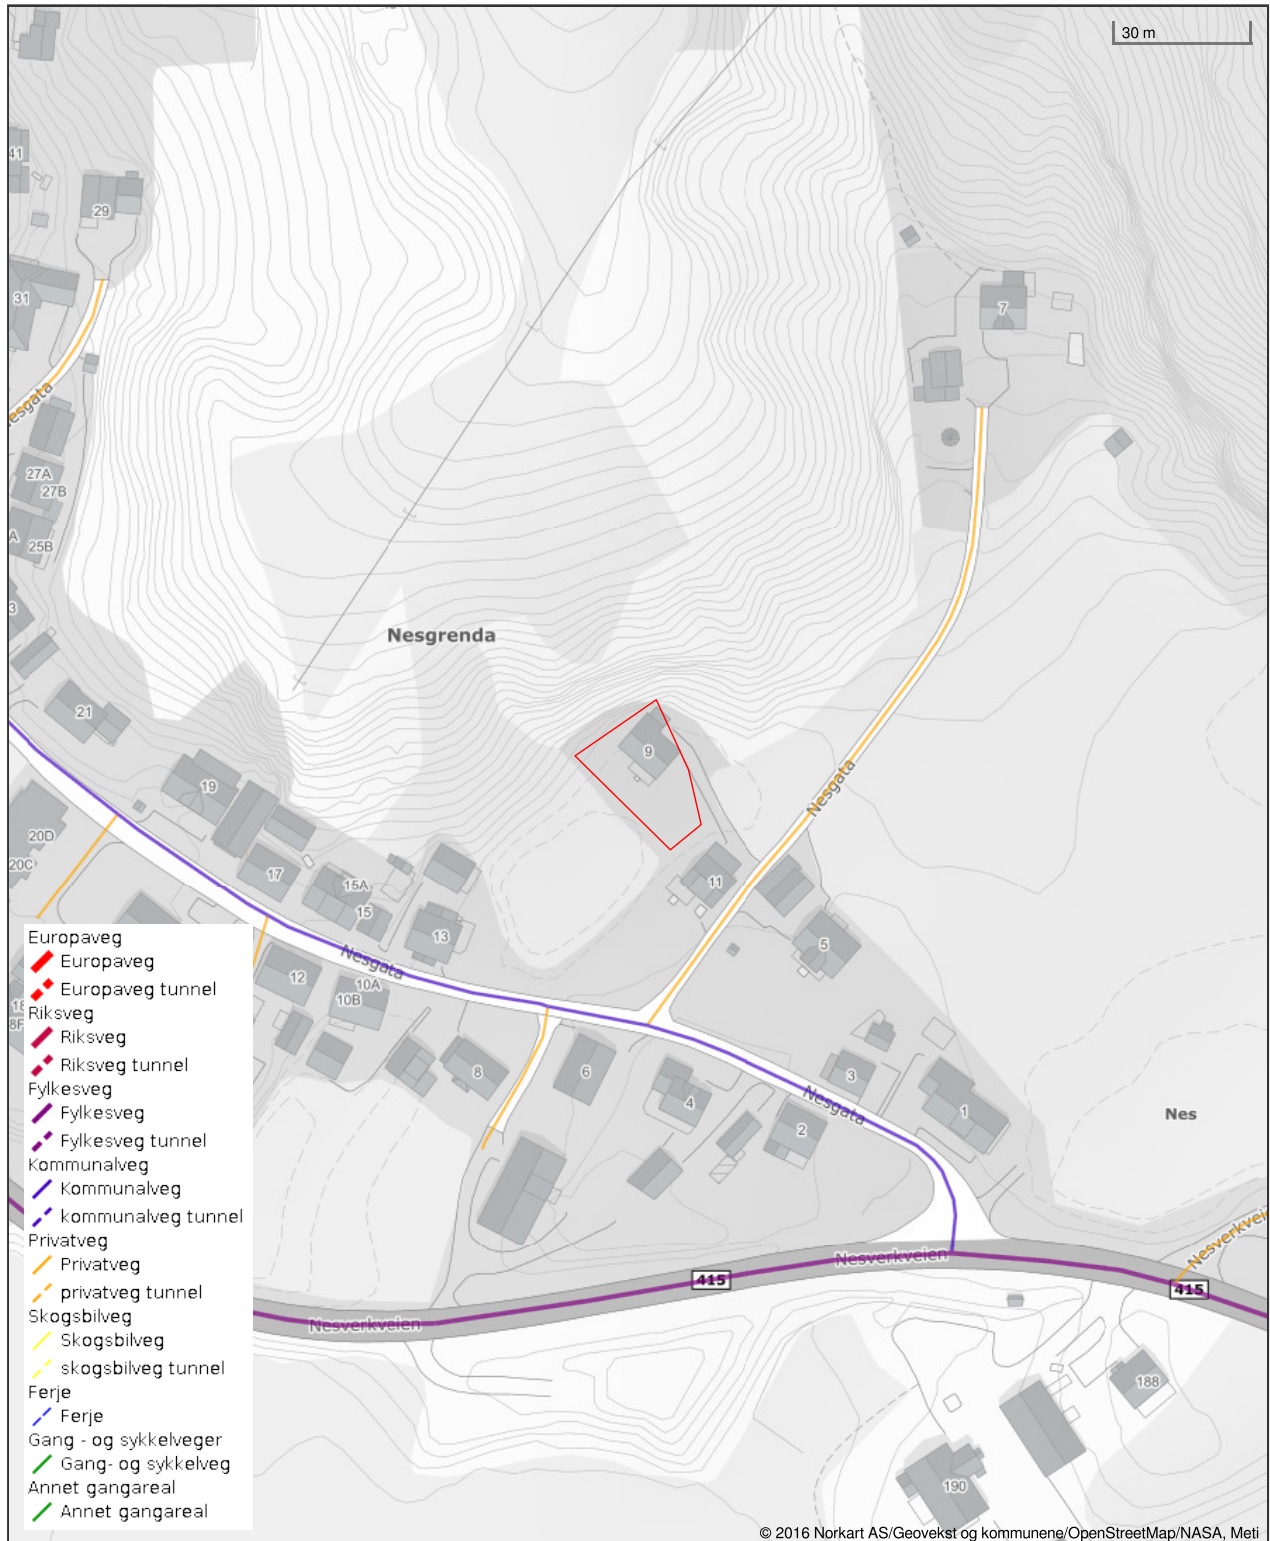 30 m
41
29
7
31
Nesgata
27A
27B
A
25B
3
Nesgrenda
21
9
Nesgata
19
20D
20C
17
15A
15
11
13
5
Nesgata
12
10A
10B
18
8F
8
6
4
3
Nesgata
1
2
Nes
Nesverkveien
Nesverkvei
415
415
Nesverkveien
188
190
Europaveg
Europaveg
Europaveg tunnel
Riksveg
Riksveg
Riksveg tunnel
Fylkesveg
Fylkesveg
Fylkesveg tunnel
Kommunalveg
Kommunalveg
kommunalveg tunnel
Privatveg
Privatveg
privatveg tunnel
Skogsbilveg
Skogsbilveg
skogsbilveg tunnel
Ferje
Ferje
Gang - og sykkelveger
Gang- og sykkelveg
Annet gangareal
Annet gangareal
© 2016 Norkart AS/Geovekst og kommunene/OpenStreetMap/NASA, Meti